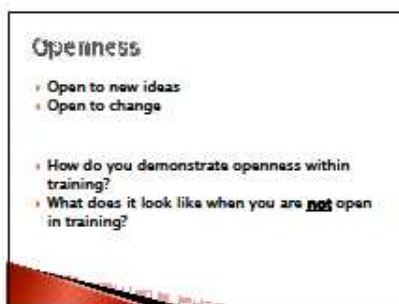 Openness
Open to new ideas
Open to change
How do you demonstrate openness within
training?
What does it look like when you are not open
in training?